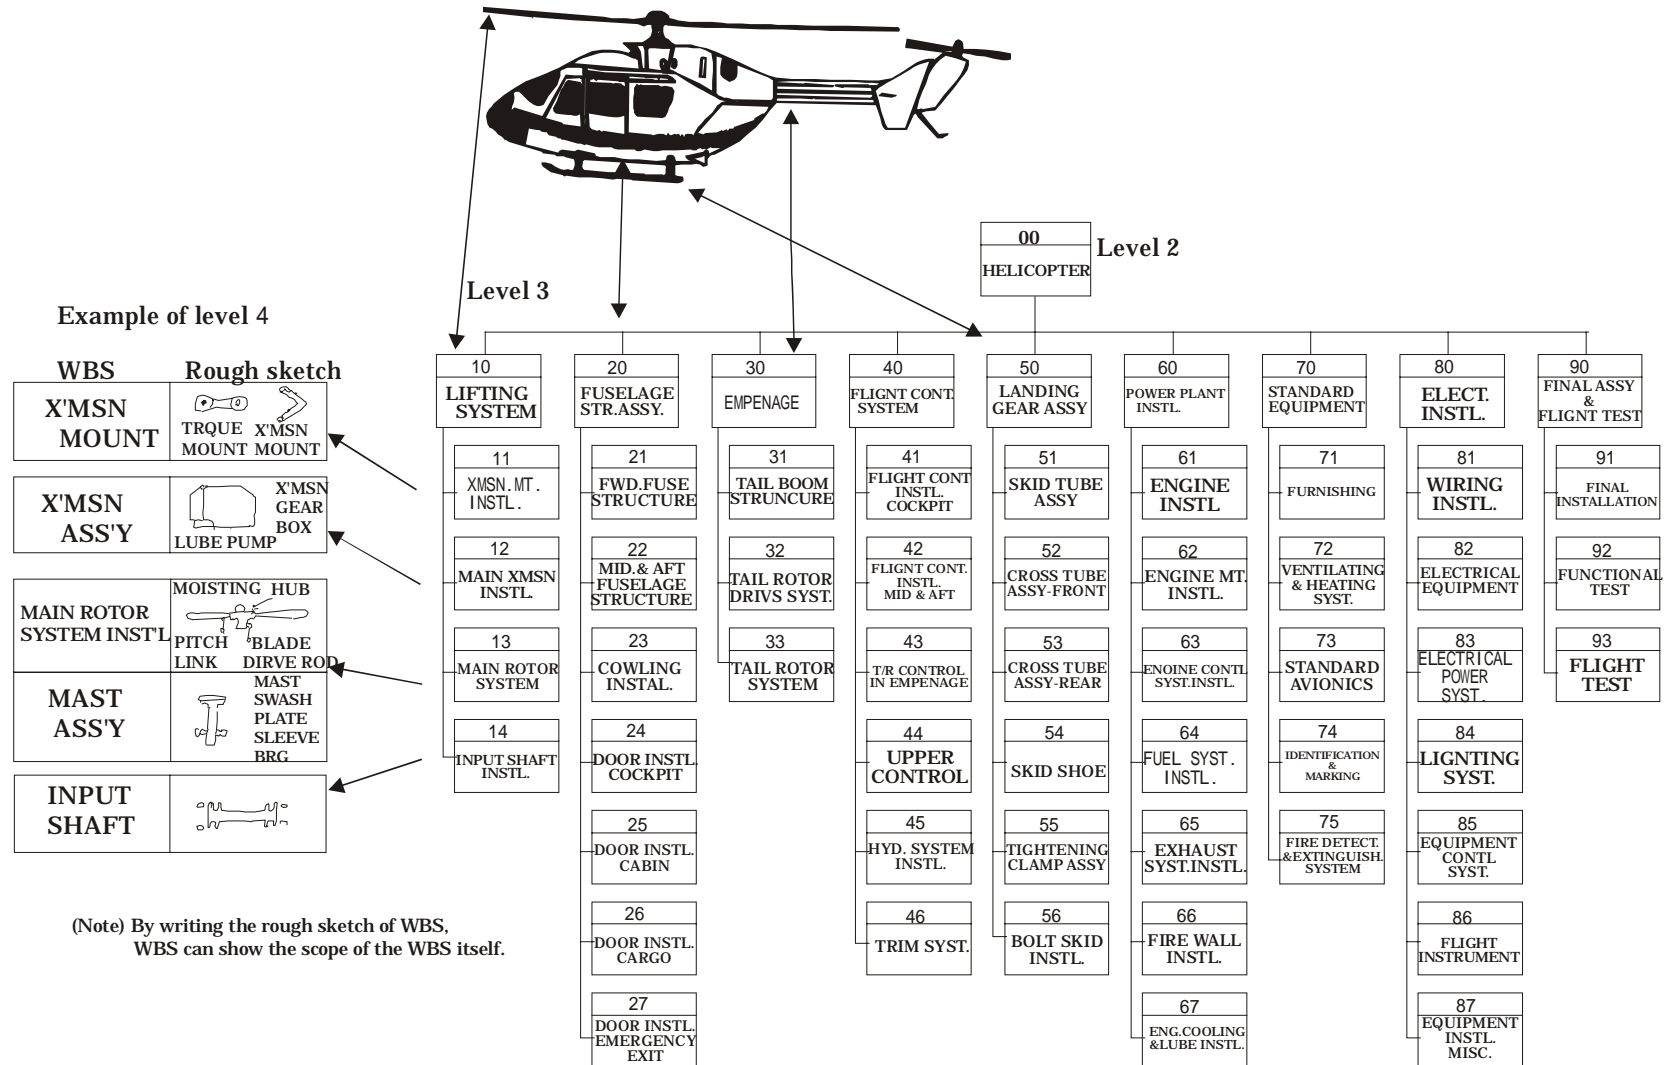 00
HELICOPTER
Level 2
Level 3
Example of level 4
WBS
Rough sketch
X'MSN
MOUNT
TRQUE
MOUNT
X'MSN
MOUNT
X'MSN
ASS'Y
X'MSN
GEAR
BOX
LUBE PUMP
MAIN ROTOR
SYSTEM INST'L
MOISTING HUB
PITCH
LINK
BLADE
DIRVE ROD
MAST
ASS'Y
MAST
SWASH
PLATE
SLEEVE
BRG
INPUT
SHAFT
(Note) By writing the rough sketch of WBS,
WBS can show the scope of the WBS itself.
10
LIFTING
SYSTEM
11
XMSN.MT.
INSTL.
12
MAIN XMSN
INSTL.
13
MAIN ROTOR
SYSTEM
14
INPUT SHAFT
INSTL.
20
FUSELAGE
STR.ASSY.
21
FWD.FUSE
STRUCTURE
22
MID.& AFT
FUSELAGE
STRUCTURE
23
COWLING
INSTAL.
24
DOOR INSTL.
COCKPIT
25
DOOR INSTL.
CABIN
26
DOOR INSTL.
CARGO
27
DOOR INSTL.
EMERGENCY
EXIT
30
EMPENAGE
31
TAIL BOOM
STRUNCURE
32
TAIL ROTOR
DRIVS SYST.
33
TAIL ROTOR
SYSTEM
40
FLIGNT CONT.
SYSTEM
41
FLIGHT CONT
INSTL.
COCKPIT
42
FLIGNT CONT.
INSTL.
MID & AFT
43
T/R CONTROL
IN EMPENAGE
44
UPPER
CONTROL
45
HYD. SYSTEM
INSTL.
46
TRIM SYST.
50
LANDING
GEAR ASSY
51
SKID TUBE
ASSY
52
CROSS TUBE
ASSY-FRONT
53
CROSS TUBE
ASSY-REAR
54
SKID SHOE
55
TIGHTENING
CLAMP ASSY
56
BOLT SKID
INSTL.
60
POWER PLANT
INSTL.
61
ENGINE
INSTL
62
ENGINE MT.
INSTL.
63
ENOINE CONTL
SYST.INSTL.
64
FUEL SYST.
INSTL.
65
EXHAUST
SYST.INSTL.
66
FIRE WALL
INSTL.
67
ENG.COOLING
&LUBE INSTL.
70
STANDARD
EQUIPMENT
71
FURNISHING
72
VENTILATING
& HEATING
SYST.
73
STANDARD
AVIONICS
74
IDENTIFICATION
&
MARKING
75
FIRE DETECT.
&EXTINGUISH.
SYSTEM
80
ELECT.
INSTL.
81
WIRING
INSTL.
82
ELECTRICAL
EQUIPMENT
83
ELECTRICAL
POWER
SYST.
84
LIGNTING
SYST.
85
EQUIPMENT
CONTL
SYST.
86
FLIGHT
INSTRUMENT
87
EQUIPMENT
INSTL.
MISC.
90
FINAL ASSY
&
FLIGNT TEST
91
FINAL
INSTALLATION
92
FUNCTIONAL
TEST
93
FLIGHT
TEST